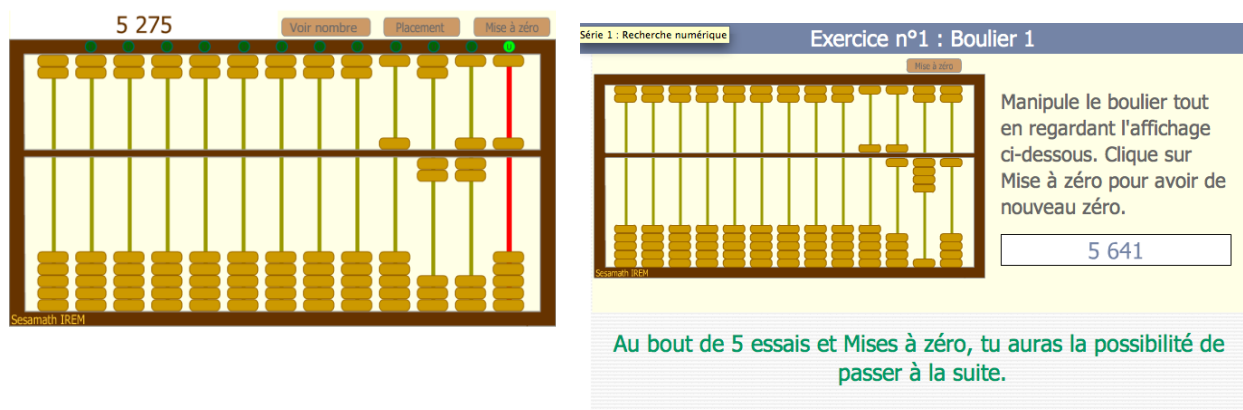 5 275
Voir nombre
Placement
Mise à zéro
U
Sesamath IREM
Série 1 : Recherche numérique
Exercice n°1 : Boulier 1
Mise à zéro
Manipule le boulier tout
en regardant l'affichage
ci-dessous. Clique sur
Mise à zéro pour avoir de
nouveau zéro.
5 641
Sesamath IREM
Au bout de 5 essais et Mises à zéro, tu auras la possibilité de
passer à la suite.